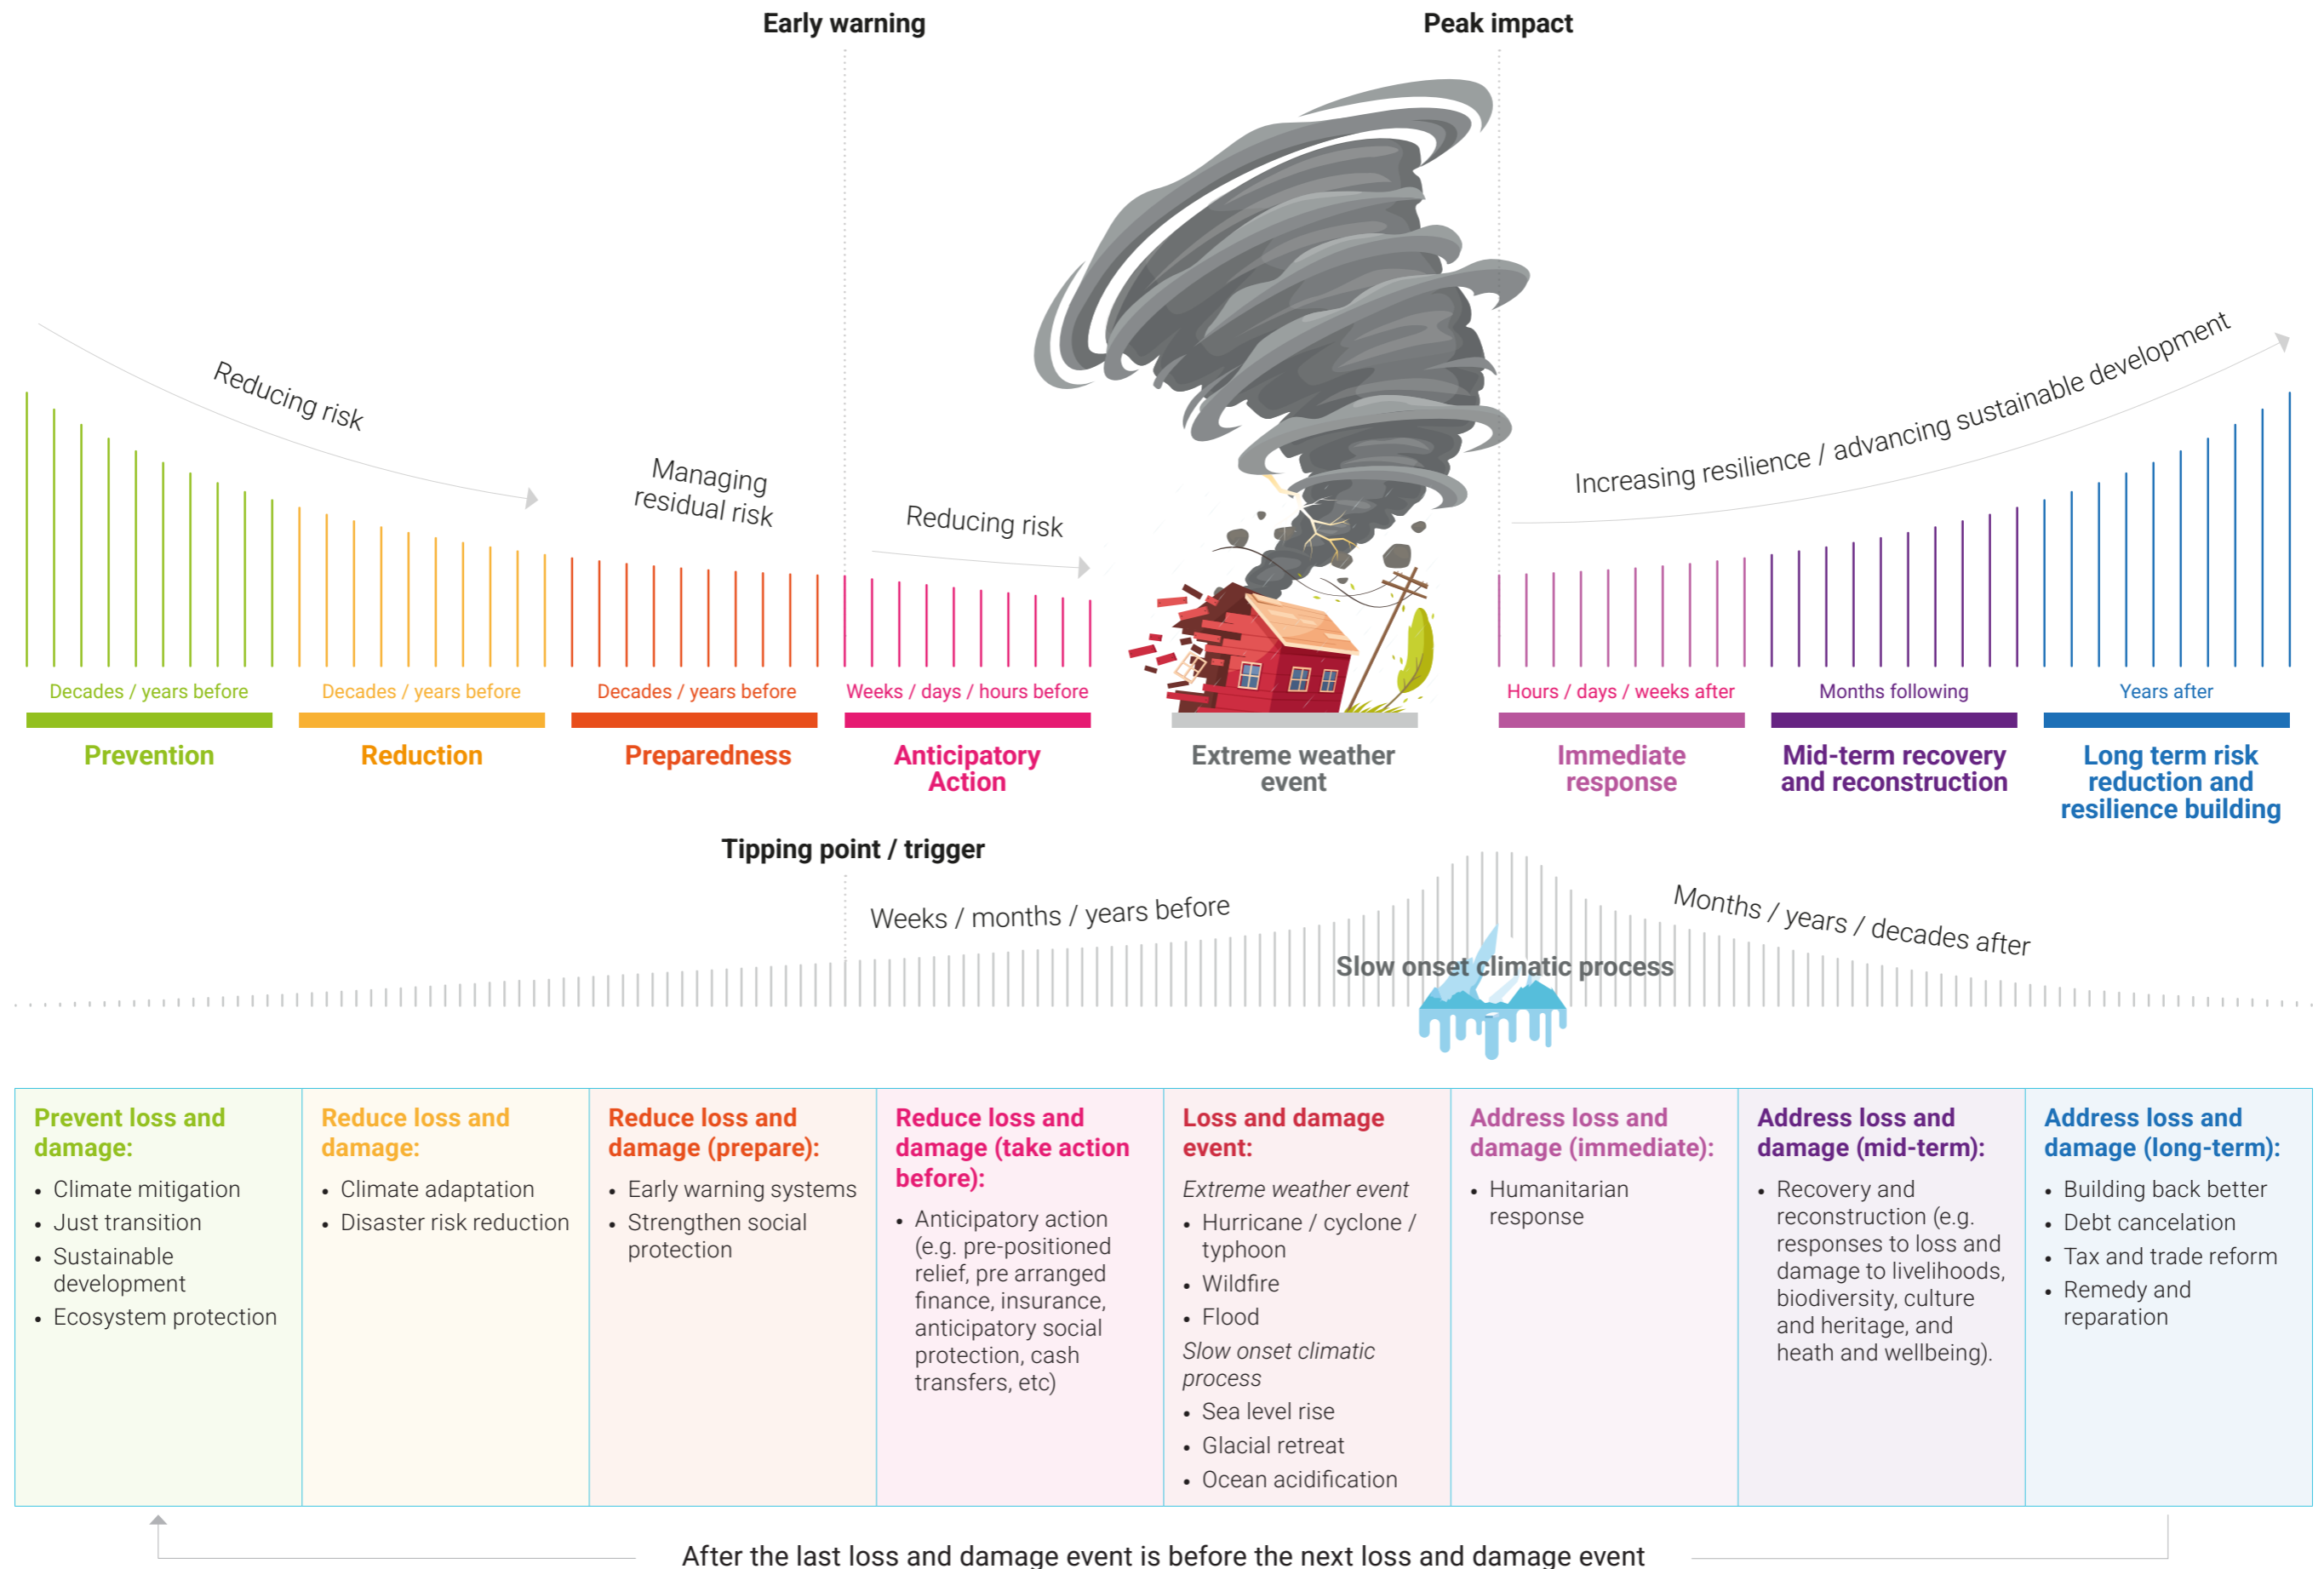 Early warning
Peak impact
Reducing risk
Managing
residual risk
Reducing risk
Increasing resilience / advancing sustainable development
Decades / years before
Decades / years before
Decades / years before
Weeks / days / hours before
Hours / days / weeks after
Months following
Years after
Prevention
Reduction
Preparedness
Anticipatory
Action
Extreme weather
event
Immediate
response
Mid-term recovery
and reconstruction
Long term risk
reduction and
resilience building
Tipping point / trigger
Weeks / months / years before
Months / years / decades after
Slow onset climatic process
Prevent loss and
damage:
• Climate mitigation
• Just transition
• Sustainable
development
• Ecosystem protection
Reduce loss and
damage:
• Climate adaptation
• Disaster risk reduction
Reduce loss and
damage (prepare):
• Early warning systems
• Strengthen social
protection
Reduce loss and
damage (take action
before):
• Anticipatory action
(e.g. pre-positioned
relief, pre arranged
finance, insurance,
anticipatory social
protection, cash
transfers, etc)
Loss and damage
event:
Extreme weather event
• Hurricane / cyclone /
typhoon
• Wildfire
• Flood
Slow onset climatic
process
• Sea level rise
• Glacial retreat
• Ocean acidification
Address loss and
damage (immediate):
• Humanitarian
response
Address loss and
damage (mid-term):
• Recovery and
reconstruction (e.g.
responses to loss and
damage to livelihoods,
biodiversity, culture
and heritage, and
heath and wellbeing).
Address loss and
damage (long-term):
• Building back better
• Debt cancelation
• Tax and trade reform
• Remedy and
reparation
After the last loss and damage event is before the next loss and damage event